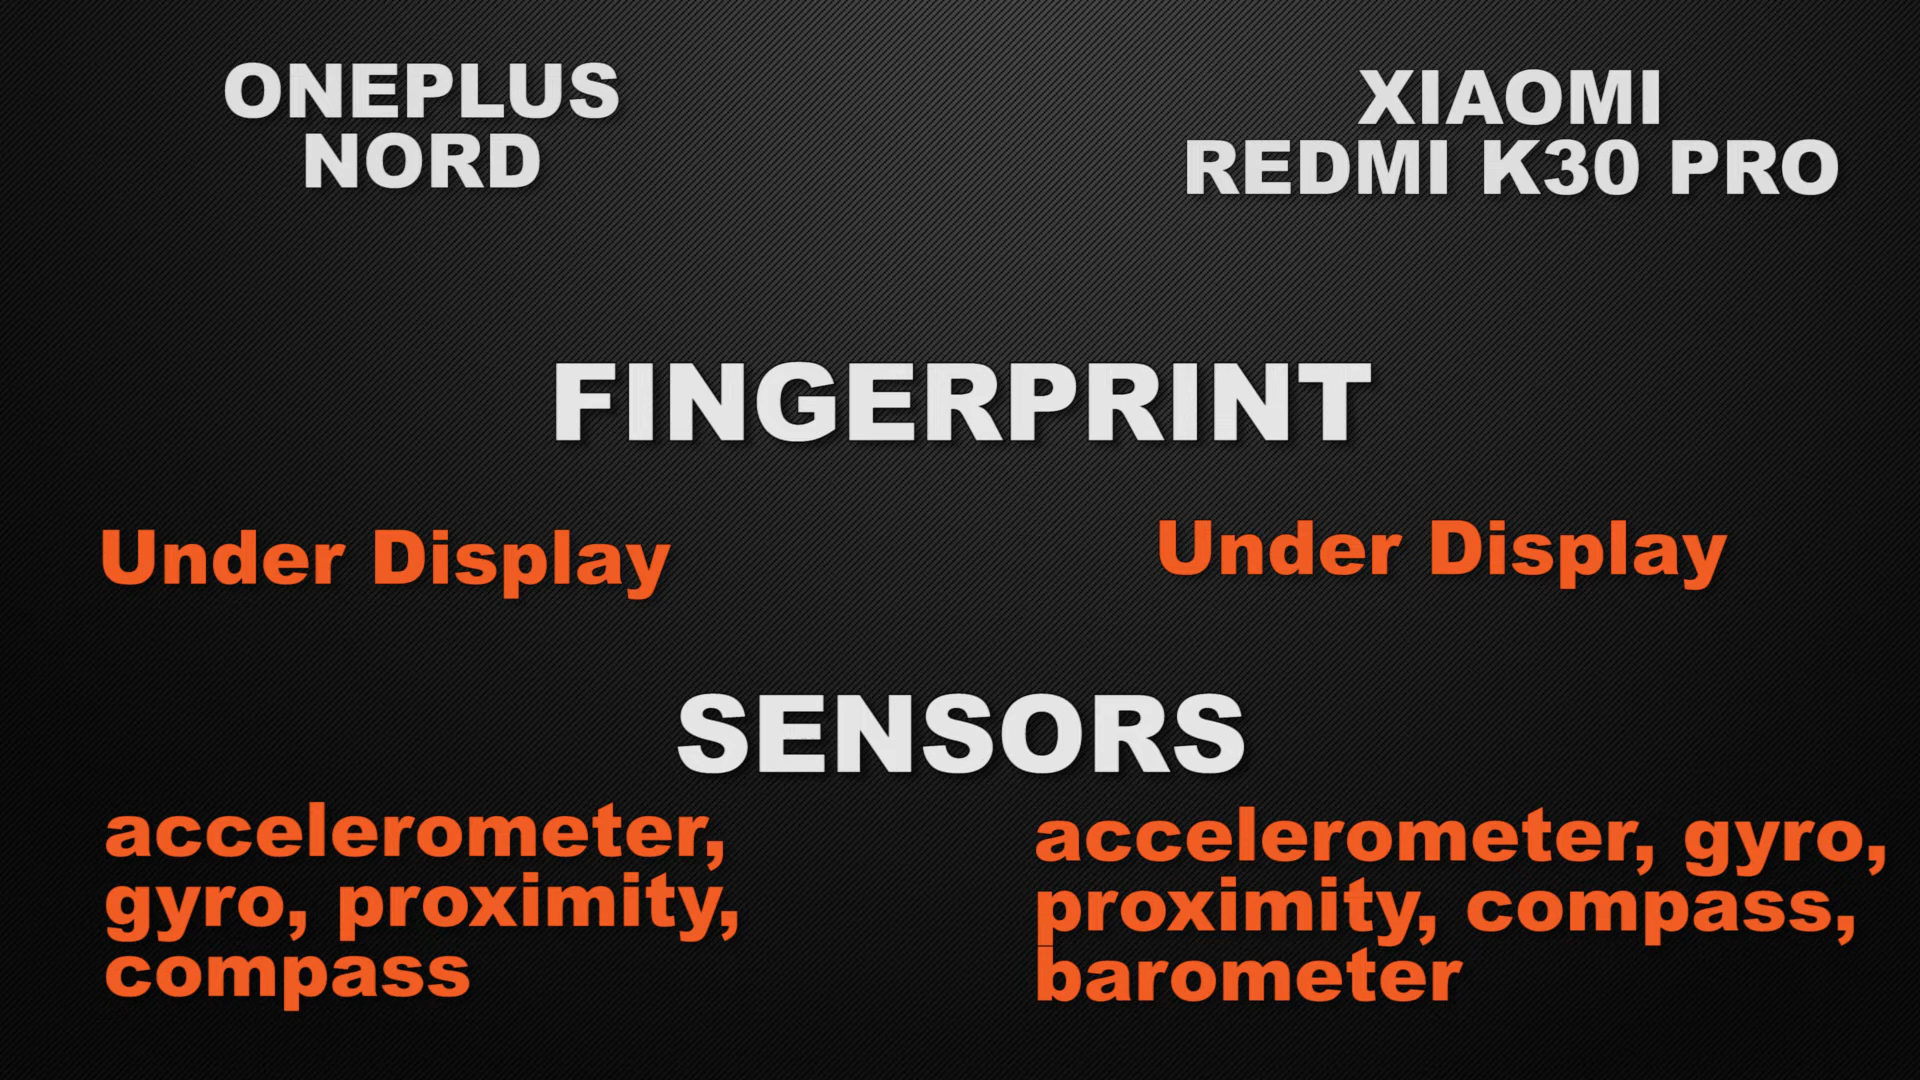 ONEPLUS
NORD
XIAOMI
REDMI K30 PRO
FINGERPRINT
Under Display
Under Display
SENSORS
accelerometer,
gyro, proximity,
compass
accelerometer, gyro,
proximity, compass,
barometer